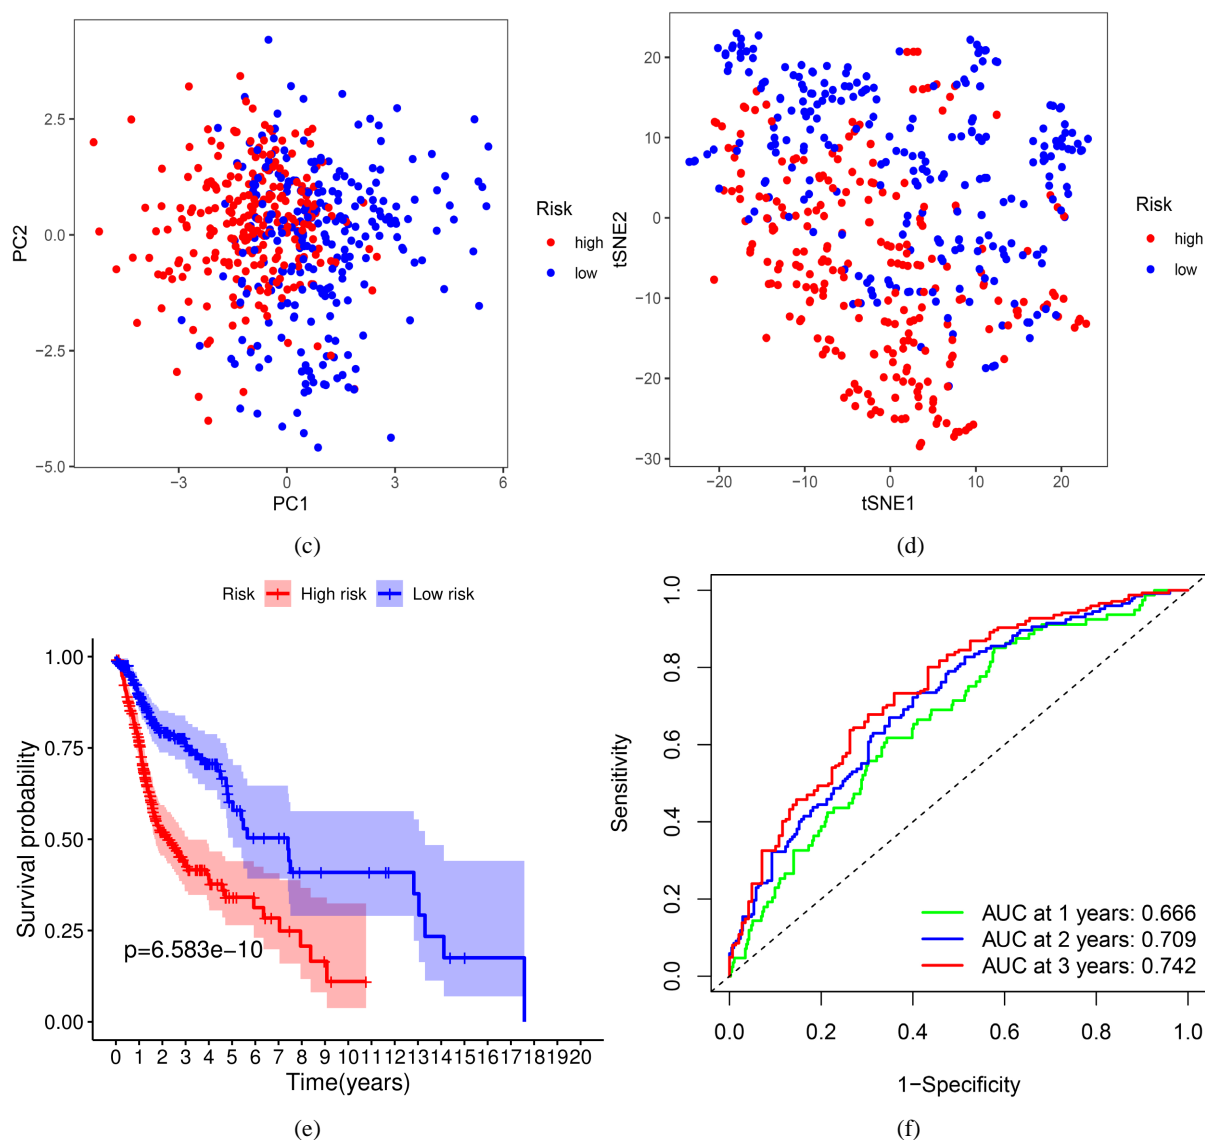 2.5
0.0
−2.5
−5.0
PC2
−3
0
3
6
PC1
Risk
high
low
(c)
20
10
0
−10
−20
−30
tSNE2
−20
−10
0
10
20
tSNE1
Risk
high
low
(d)
Risk High risk Low risk
1.00
0.75
0.50
0.25
0.00
Survival probability
p=6.583e−10
0 1 2 3 4 5 6 7 8 9 10 11 12 13 14 15 16 17 18 19 20
Time(years)
(e)
1.0
0.8
0.6
0.4
0.2
0.0
Sensitivity
AUC at 1 years: 0.666
AUC at 2 years: 0.709
AUC at 3 years: 0.742
0.0 0.2 0.4 0.6 0.8 1.0
1−Specificity
(f)